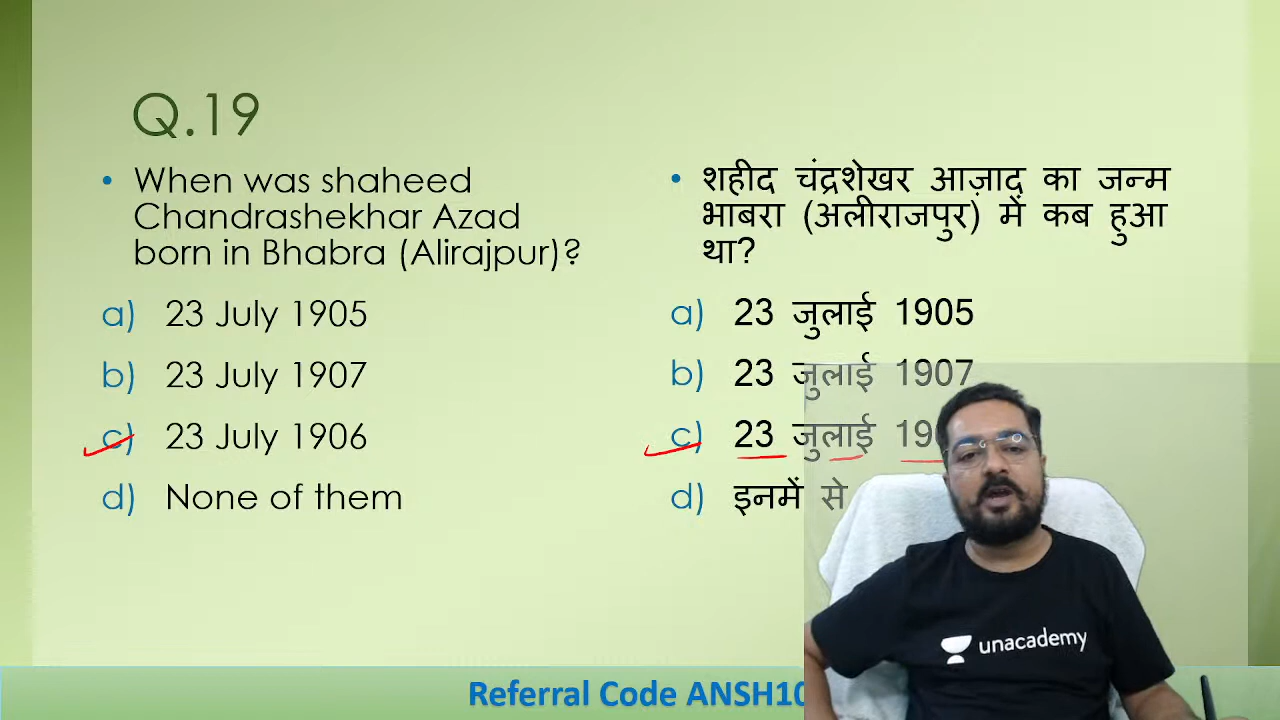 Q.19
• When was shaheed
Chandrashekhar Azad
born in Bhabra (Alirajpur)?
a) 23 July 1905
b) 23 July 1907
c) 23 July 1906
d) None of them
• शहीद चंद्रशेखर आज़ाद का जन्म
भाबरा (अलीराजपुर) में कब हुआ
था?
a) 23 जुलाई 1905
b) 23 जुलाई 1907
c) 23 जुलाई
d) इनमें से
unacademy
Referral Code ANSH10